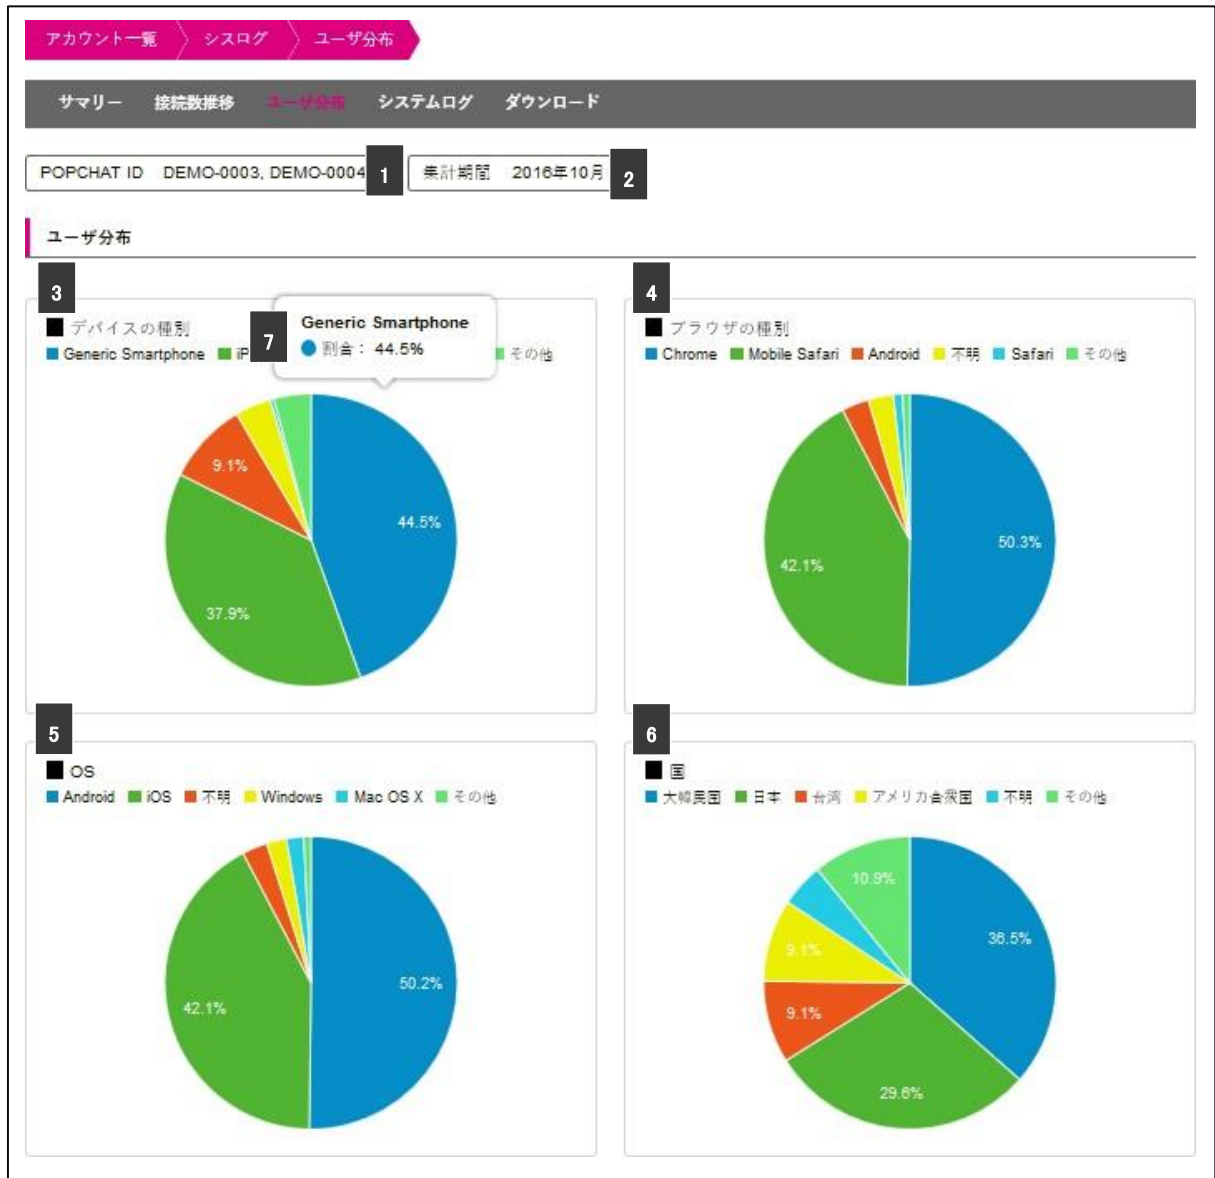 アカウント一覧 シスログ ユーザ分布
サマリー 接続数推移 ユーザ分布 システムログ ダウンロード
POPCHAT ID DEMO-0003, DEMO-0004 1 集計期間 2016年10月 2
ユーザ分布
3
デバイスの種別
Generic Smartphone iP その他
7
Generic Smartphone
割合： 44.5%
9.1%
44.5%
37.9%
4
ブラウザの種別
Chrome Mobile Safari Android 不明 Safari その他
50.3%
42.1%
5
OS
Android iOS 不明 Windows Mac OS X その他
50.2%
42.1%
6
国
大韓民国 日本 台湾 アメリカ合衆国 不明 その他
10.9%
36.5%
9.1%
9.1%
29.6%